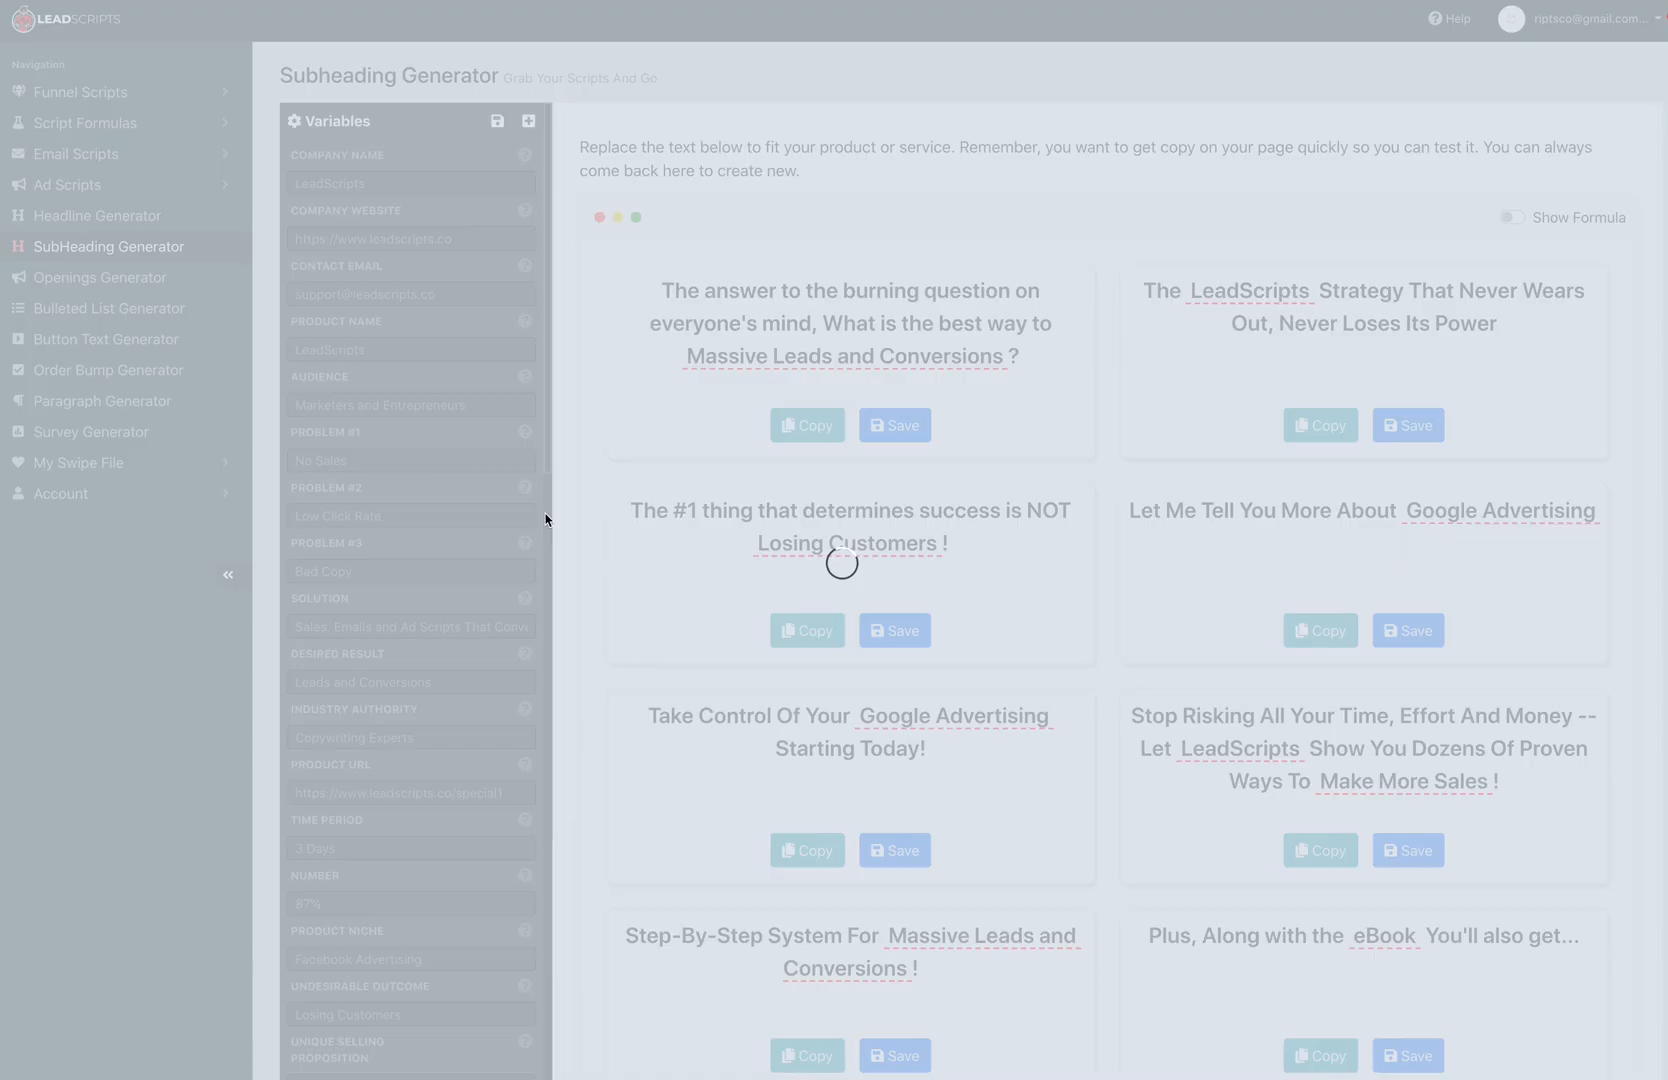 LEADSCRIPTS
Help
riptsco@gmail.com...
Navigation
Funnel Scripts
Script Formulas
Email Scripts
Ad Scripts
Headline Generator
SubHeading Generator
Openings Generator
Bulleted List Generator
Button Text Generator
Order Bump Generator
Paragraph Generator
Survey Generator
My Swipe File
Account
Subheading Generator Grab Your Scripts And Go
Variables
COMPANY NAME
LeadScripts
COMPANY WEBSITE
https://www.leadscripts.co
CONTACT EMAIL
support@leadscripts.co
PRODUCT NAME
LeadScripts
AUDIENCE
Marketers and Entrepreneurs
PROBLEM #1
No Sales
PROBLEM #2
Low Click Rate
PROBLEM #3
Bad Copy
SOLUTION
Sales, Emails and Ad Scripts That Conve
DESIRED RESULT
Leads and Conversions
INDUSTRY AUTHORITY
Copywriting Experts
PRODUCT URL
https://www.leadscripts.co/special1
TIME PERIOD
3 Days
NUMBER
87%
PRODUCT NICHE
Facebook Advertising
UNDESIRABLE OUTCOME
Losing Customers
UNIQUE SELLING
PROPOSITION
Replace the text below to fit your product or service. Remember, you want to get copy on your page quickly so you can test it. You can always
come back here to create new.
Show Formula
The answer to the burning question on
everyone's mind, What is the best way to
Massive Leads and Conversions ?
Copy Save
The LeadScripts Strategy That Never Wears
Out, Never Loses Its Power
Copy Save
The #1 thing that determines success is NOT
Losing Customers !
Copy Save
Let Me Tell You More About Google Advertising
Copy Save
Take Control Of Your Google Advertising
Starting Today!
Copy Save
Stop Risking All Your Time, Effort And Money --
Let LeadScripts Show You Dozens Of Proven
Ways To Make More Sales !
Copy Save
Step-By-Step System For Massive Leads and
Conversions !
Copy Save
Plus, Along with the eBook You'll also get...
Copy Save